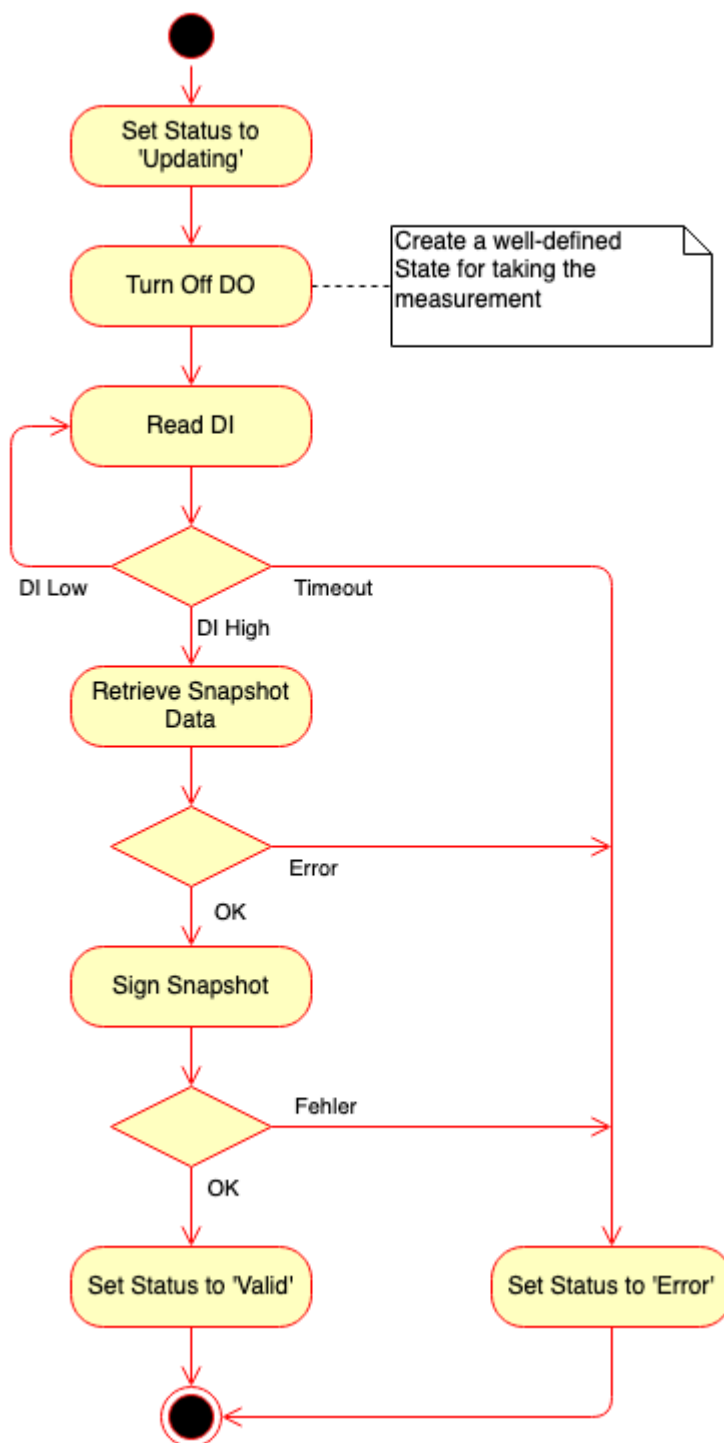 Set Status to
'Updating'
Turn Off DO
Create a well-defined
State for taking the
measurement
Read DI
DI Low
Timeout
DI High
Retrieve Snapshot
Data
Error
OK
Sign Snapshot
Fehler
OK
Set Status to 'Valid'
Set Status to 'Error'